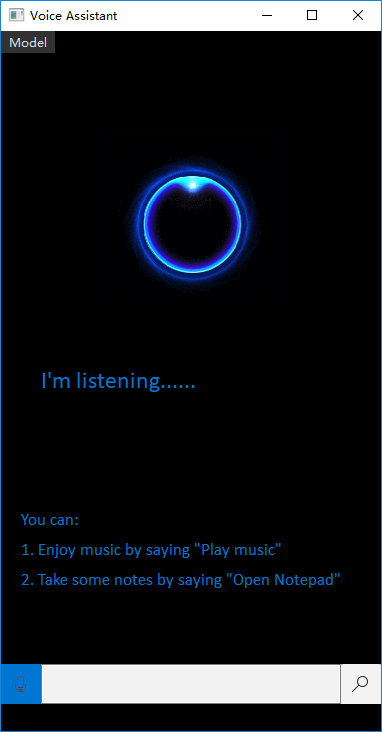 Voice Assistant
Model
I'm listening......
You can:
1. Enjoy music by saying "Play music"
2. Take some notes by saying "Open Notepad"